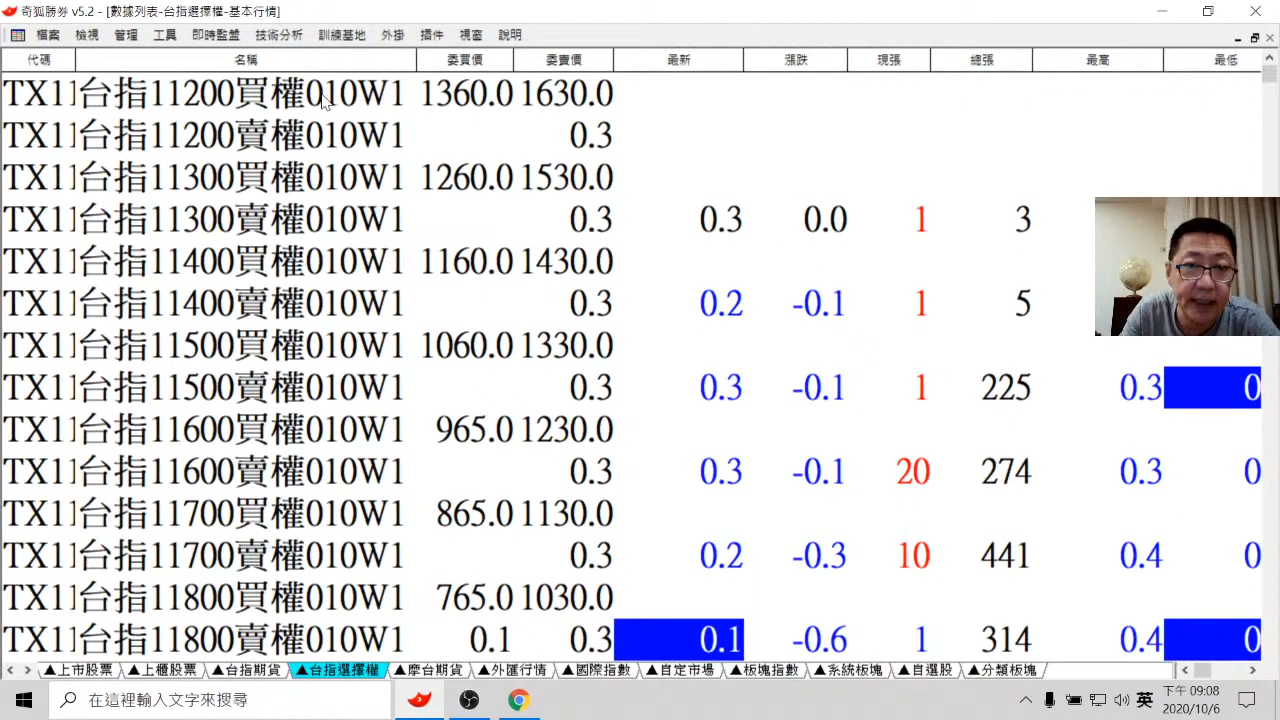 奇狐勝券 v5.2 - [數據列表-台指選擇權-基本行情]
檔案 檢視 管理 工具 即時監盤 技術分析 訓練基地 外掛 插件 視窗 說明
代碼 名稱 委買價 委賣價 最新 漲跌 現張 總張 最高 最低
TX11 台指11200買權010W1 1360.0 1630.0
TX11 台指11200賣權010W1 0.3
TX11 台指11300買權010W1 1260.0 1530.0
TX11 台指11300賣權010W1 0.3 0.3 0.0 1 3
TX11 台指11400買權010W1 1160.0 1430.0
TX11 台指11400賣權010W1 0.3 0.2 -0.1 1 5
TX11 台指11500買權010W1 1060.0 1330.0
TX11 台指11500賣權010W1 0.3 0.3 -0.1 1 225 0.3 0
TX11 台指11600買權010W1 965.0 1230.0
TX11 台指11600賣權010W1 0.3 0.3 -0.1 20 274 0.3 0
TX11 台指11700買權010W1 865.0 1130.0
TX11 台指11700賣權010W1 0.3 0.2 -0.3 10 441 0.4 0
TX11 台指11800買權010W1 765.0 1030.0
TX11 台指11800賣權010W1 0.1 0.3 0.1 -0.6 1 314 0.4 0
▲上市股票 ▲上櫃股票 ▲台指期貨 ▲台指選擇權 ▲摩台期貨 ▲外匯行情 ▲國際指數 ▲自定市場 ▲板塊指數 ▲系統板塊 ▲自選股 ▲分類板塊
在這裡輸入文字來搜尋 英 下午 09:08
2020/10/6